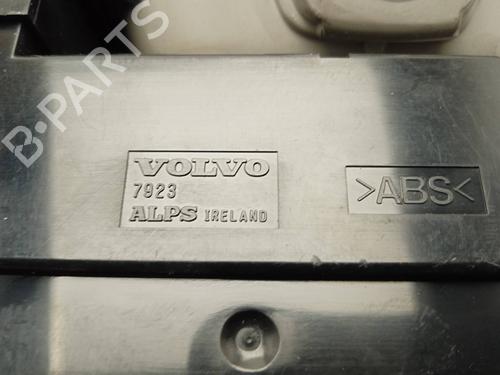 B·PARTS
VOLVO
7923
ALPS IRELAND
>ABS<